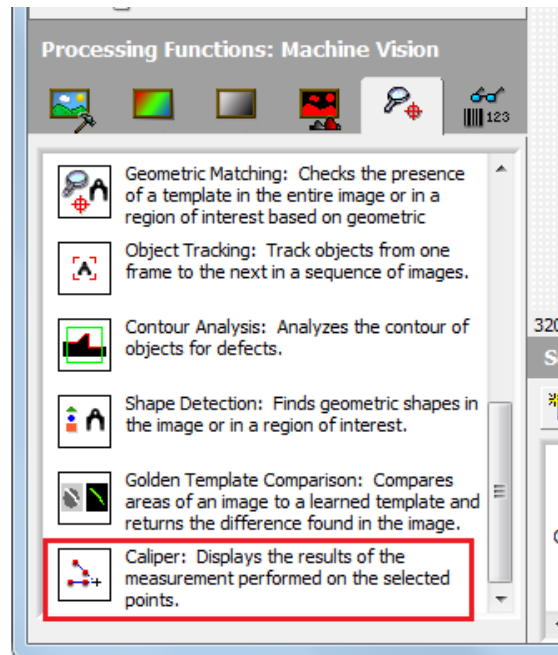 Processing Functions: Machine Vision
123
Geometric Matching: Checks the presence
of a template in the entire image or in a
region of interest based on geometric
Object Tracking: Track objects from one
frame to the next in a sequence of images.
Contour Analysis: Analyzes the contour of
objects for defects.
Shape Detection: Finds geometric shapes in
the image or in a region of interest.
Golden Template Comparison: Compares
areas of an image to a learned template and
returns the difference found in the image.
Caliper: Displays the results of the
measurement performed on the selected
points.
320